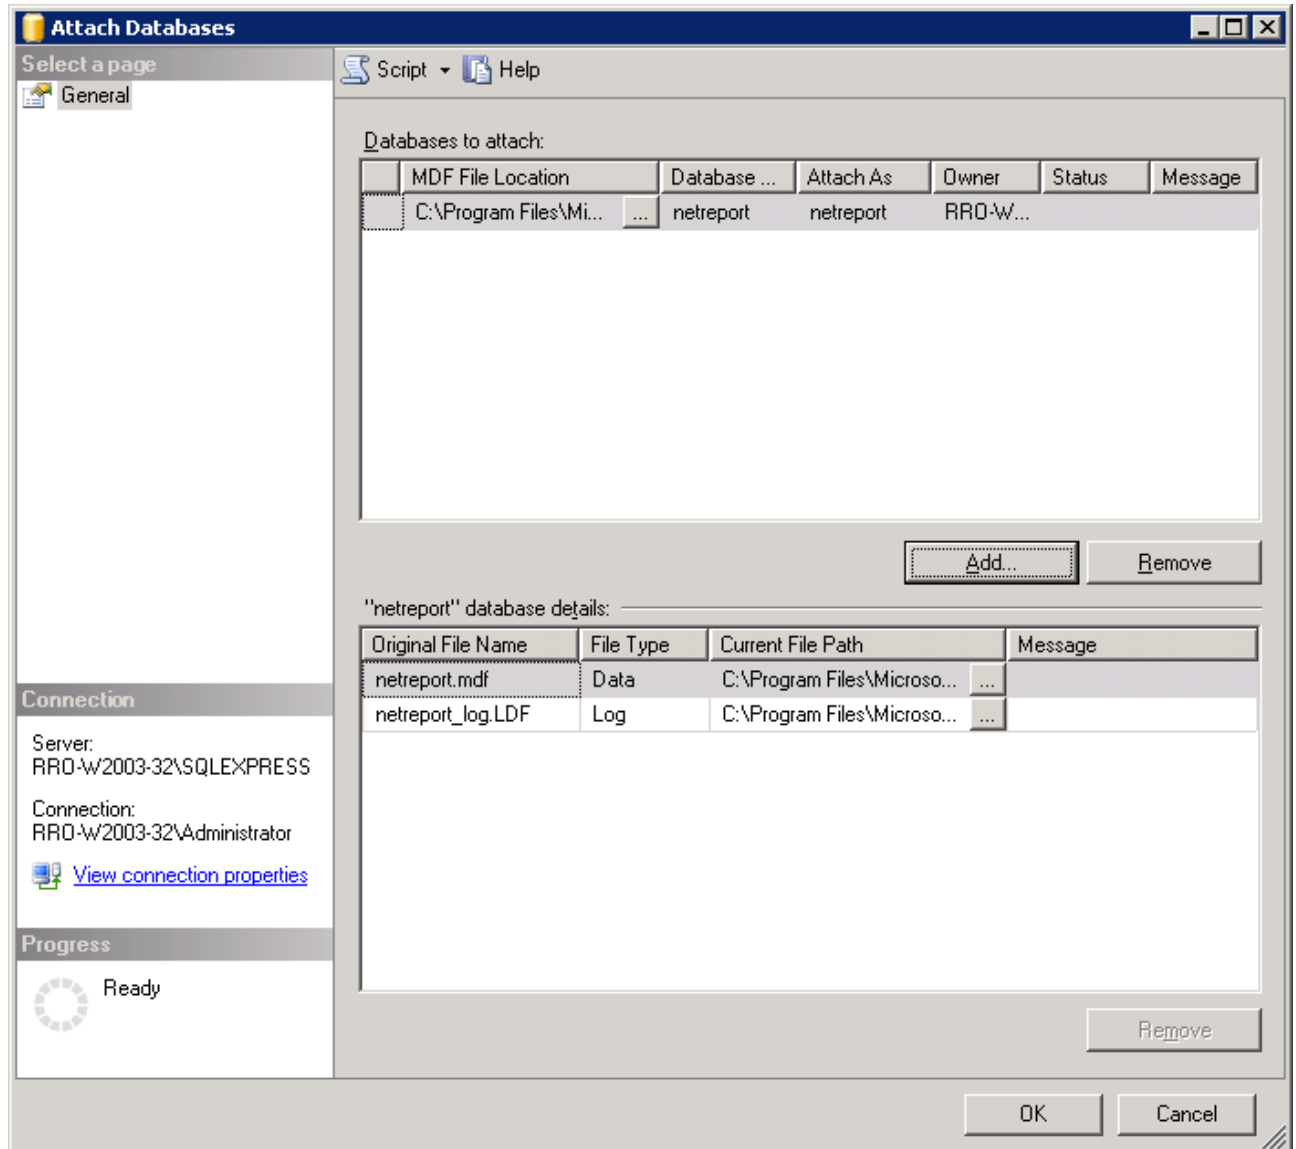 Attach Databases
Select a page
General
Script Help
Databases to attach:
MDF File Location Database ... Attach As Owner Status Message
C:\Program Files\Mi... ... netreport netreport RRO-W...
Add... Remove
"netreport" database details:
Original File Name File Type Current File Path Message
netreport.mdf Data C:\Program Files\Microso... ...
netreport_log.LDF Log C:\Program Files\Microso... ...
Remove
Connection
Server:
RRO-W2003-32\SQLEXPRESS
Connection:
RRO-W2003-32\Administrator
View connection properties
Progress
Ready
OK Cancel